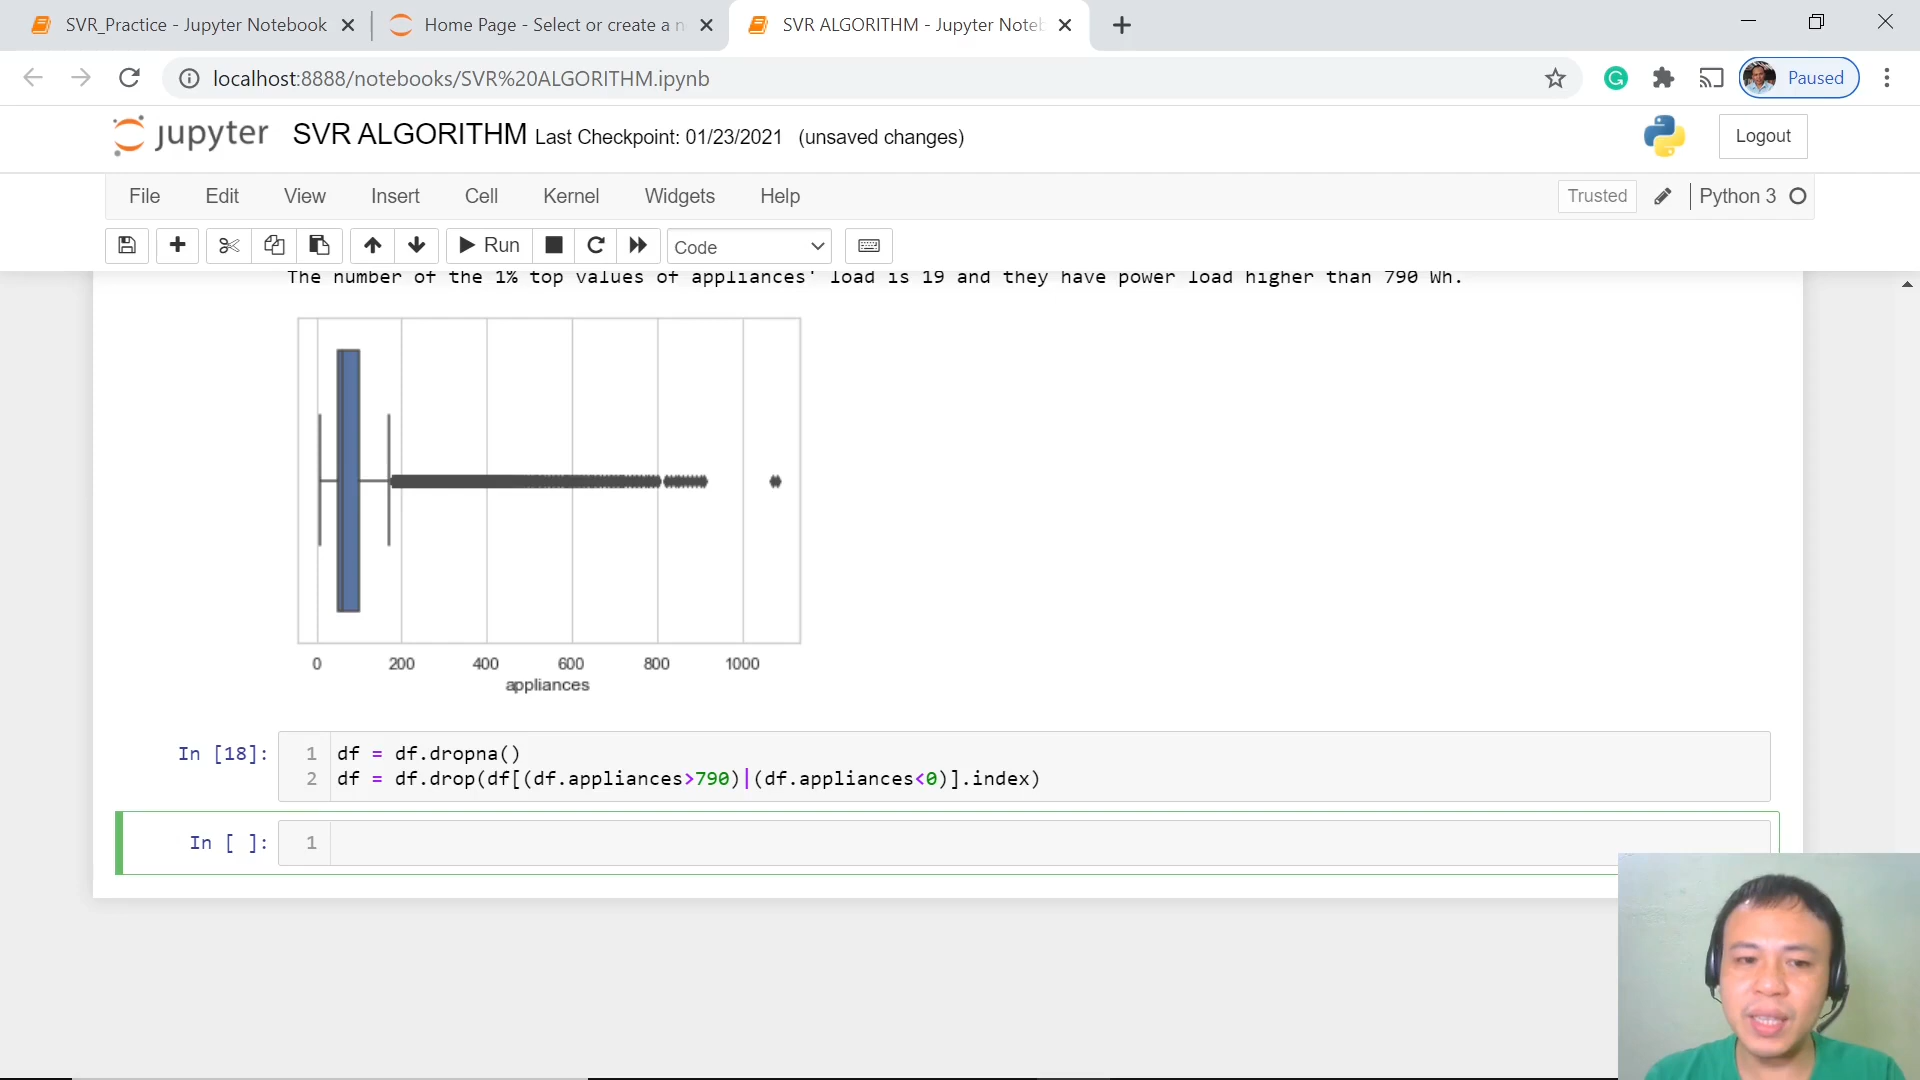 SVR_Practice - Jupyter Notebook
Home Page - Select or create a n
SVR ALGORITHM - Jupyter Noteb
localhost:8888/notebooks/SVR%20ALGORITHM.ipynb
Paused
jupyter SVR ALGORITHM Last Checkpoint: 01/23/2021 (unsaved changes)
Logout
File Edit View Insert Cell Kernel Widgets Help
Trusted
Python 3
Run
Code
The number of the 1% top values of appliances' load is 19 and they have power load higher than 790 Wh.
0 200 400 600 800 1000
appliances
In [18]:
1 df = df.dropna()
2 df = df.drop(df[(df.appliances>790)|(df.appliances<0)].index)
In [ ]:
1